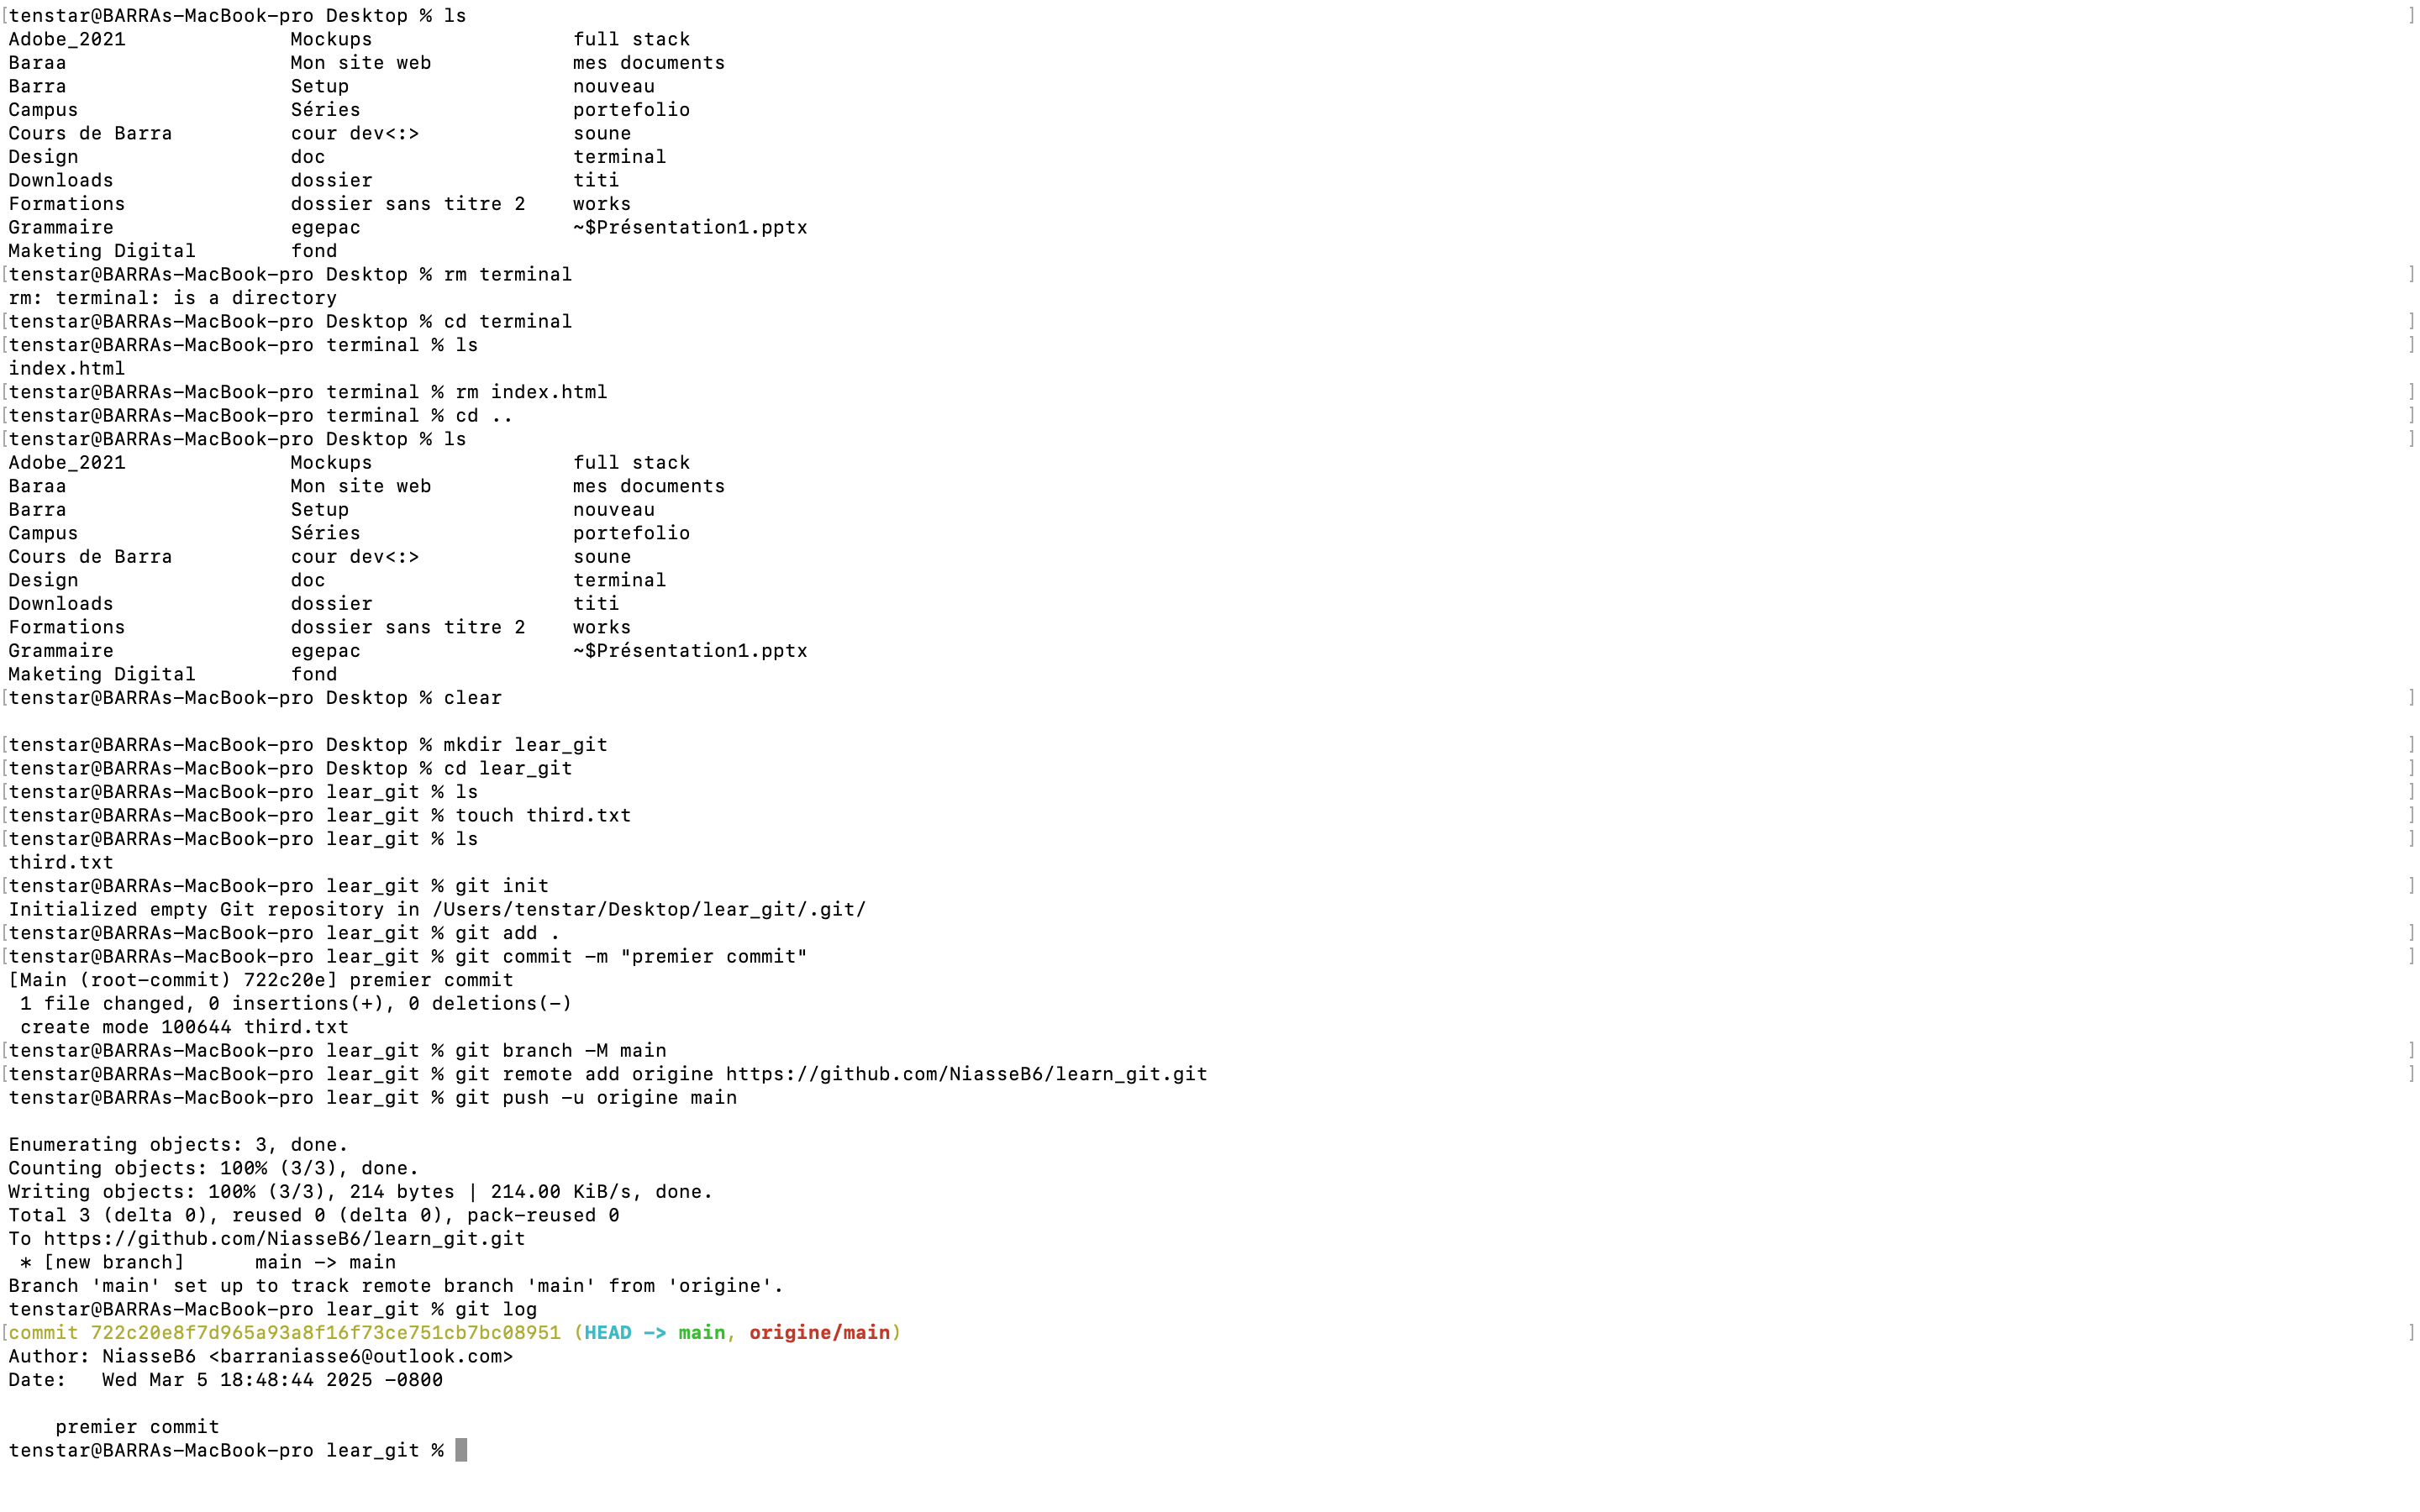 [tenstar@BARRAs-MacBook-pro Desktop % ls ]
Adobe_2021 Mockups full stack
Baraa Mon site web mes documents
Barra Setup nouveau
Campus Séries portefolio
Cours de Barra cour dev<:> soune
Design doc terminal
Downloads dossier titi
Formations dossier sans titre 2 works
Grammaire egepac ~$Présentation1.pptx
Maketing Digital fond
[tenstar@BARRAs-MacBook-pro Desktop % rm terminal ]
rm: terminal: is a directory
[tenstar@BARRAs-MacBook-pro Desktop % cd terminal ]
[tenstar@BARRAs-MacBook-pro terminal % ls ]
index.html
[tenstar@BARRAs-MacBook-pro terminal % rm index.html ]
[tenstar@BARRAs-MacBook-pro terminal % cd .. ]
[tenstar@BARRAs-MacBook-pro Desktop % ls ]
Adobe_2021 Mockups full stack
Baraa Mon site web mes documents
Barra Setup nouveau
Campus Séries portefolio
Cours de Barra cour dev<:> soune
Design doc terminal
Downloads dossier titi
Formations dossier sans titre 2 works
Grammaire egepac ~$Présentation1.pptx
Maketing Digital fond
[tenstar@BARRAs-MacBook-pro Desktop % clear ]
[tenstar@BARRAs-MacBook-pro Desktop % mkdir lear_git ]
[tenstar@BARRAs-MacBook-pro Desktop % cd lear_git ]
[tenstar@BARRAs-MacBook-pro lear_git % ls ]
[tenstar@BARRAs-MacBook-pro lear_git % touch third.txt ]
[tenstar@BARRAs-MacBook-pro lear_git % ls ]
third.txt
[tenstar@BARRAs-MacBook-pro lear_git % git init ]
Initialized empty Git repository in /Users/tenstar/Desktop/lear_git/.git/
[tenstar@BARRAs-MacBook-pro lear_git % git add . ]
[tenstar@BARRAs-MacBook-pro lear_git % git commit -m "premier commit" ]
[Main (root-commit) 722c20e] premier commit
 1 file changed, 0 insertions(+), 0 deletions(-)
 create mode 100644 third.txt
[tenstar@BARRAs-MacBook-pro lear_git % git branch -M main ]
[tenstar@BARRAs-MacBook-pro lear_git % git remote add origine https://github.com/NiasseB6/learn_git.git ]
tenstar@BARRAs-MacBook-pro lear_git % git push -u origine main
Enumerating objects: 3, done.
Counting objects: 100% (3/3), done.
Writing objects: 100% (3/3), 214 bytes | 214.00 KiB/s, done.
Total 3 (delta 0), reused 0 (delta 0), pack-reused 0
To https://github.com/NiasseB6/learn_git.git
 * [new branch] main -> main
Branch 'main' set up to track remote branch 'main' from 'origine'.
tenstar@BARRAs-MacBook-pro lear_git % git log
[commit 722c20e8f7d965a93a8f16f73ce751cb7bc08951 (HEAD -> main, origine/main) ]
Author: NiasseB6 <barraniasse6@outlook.com>
Date: Wed Mar 5 18:48:44 2025 -0800
premier commit
tenstar@BARRAs-MacBook-pro lear_git %